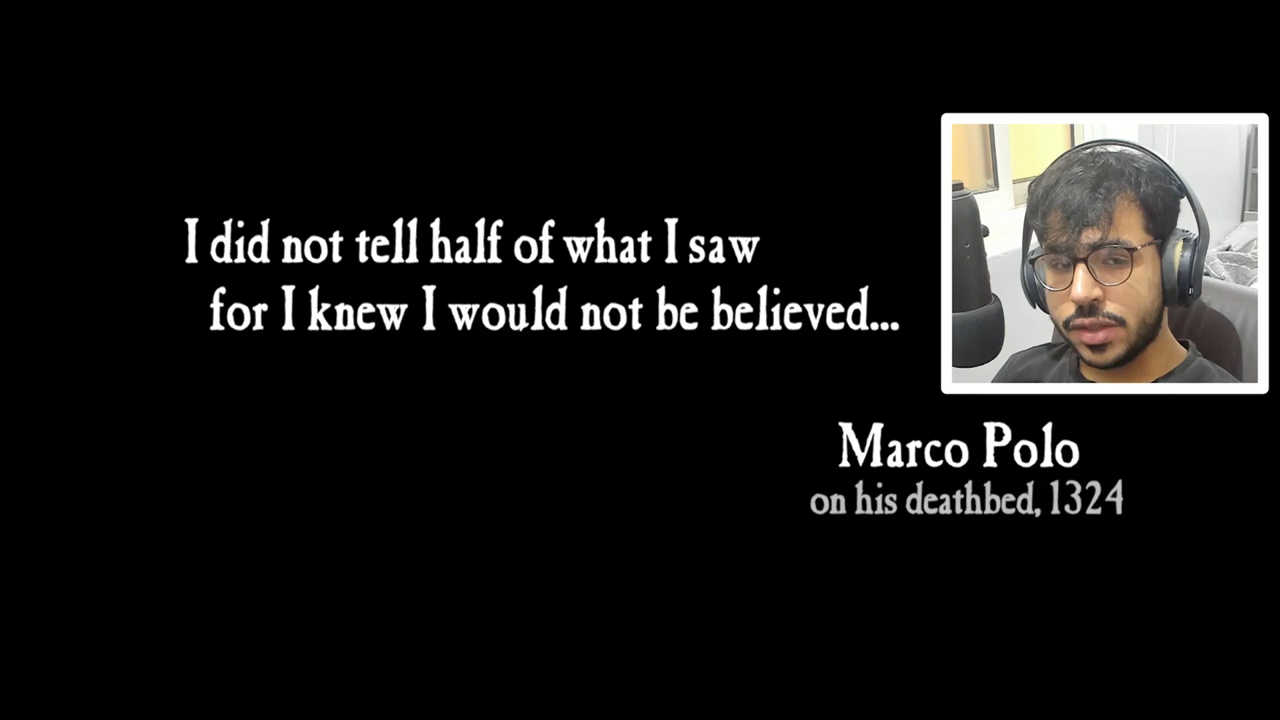 I did not tell half of what I saw
for I knew I would not be believed...
Marco Polo
on his deathbed, 1324